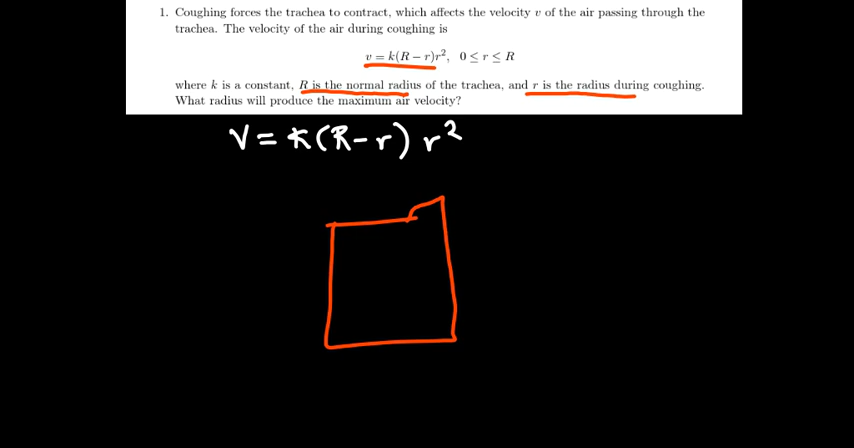 1. Coughing forces the trachea to contract, which affects the velocity v of the air passing through the
trachea. The velocity of the air during coughing is
v = k(R − r)r², 0 ≤ r ≤ R
where k is a constant, R is the normal radius of the trachea, and r is the radius during coughing.
What radius will produce the maximum air velocity?
V = k(R-r) r²